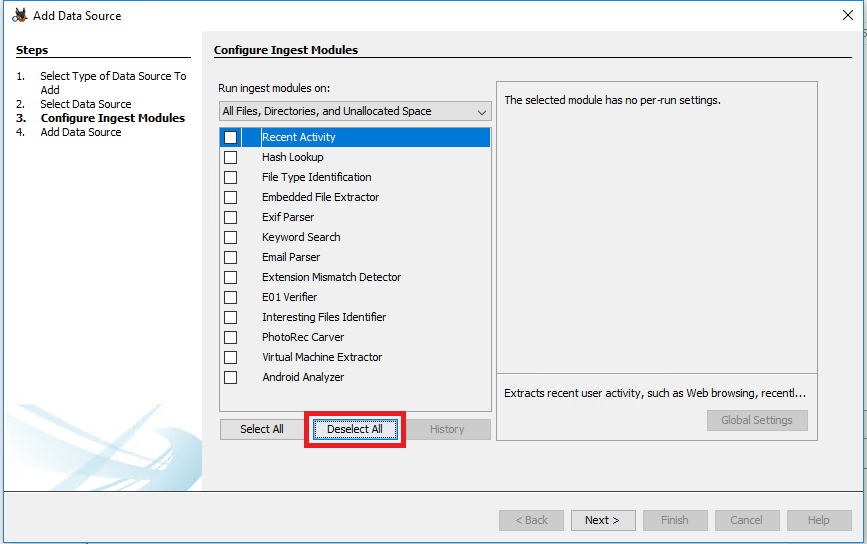 Add Data Source
Steps
1. Select Type of Data Source To
Add
2. Select Data Source
3. Configure Ingest Modules
4. Add Data Source
Configure Ingest Modules
Run ingest modules on:
All Files, Directories, and Unallocated Space
Recent Activity
Hash Lookup
File Type Identification
Embedded File Extractor
Exif Parser
Keyword Search
Email Parser
Extension Mismatch Detector
E01 Verifier
Interesting Files Identifier
PhotoRec Carver
Virtual Machine Extractor
Android Analyzer
Select All Deselect All History
The selected module has no per-run settings.
Extracts recent user activity, such as Web browsing, recentl...
Global Settings
< Back Next > Finish Cancel Help